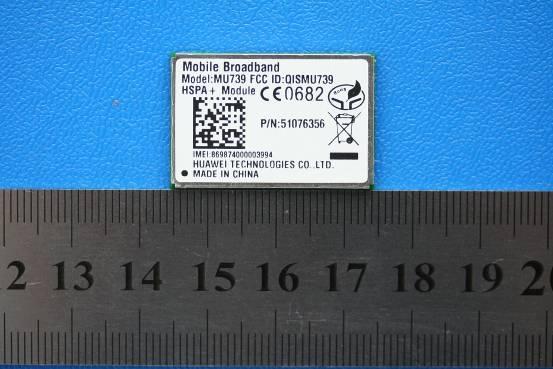 Mobile Broadband
Model:MU739 FCC ID:QISMU739
HSPA+ Module CE0682
P/N:51076356
IMEI:869874000003994
HUAWEI TECHNOLOGIES CO.,LTD.
MADE IN CHINA
12 13 14 15 16 17 18 19 20